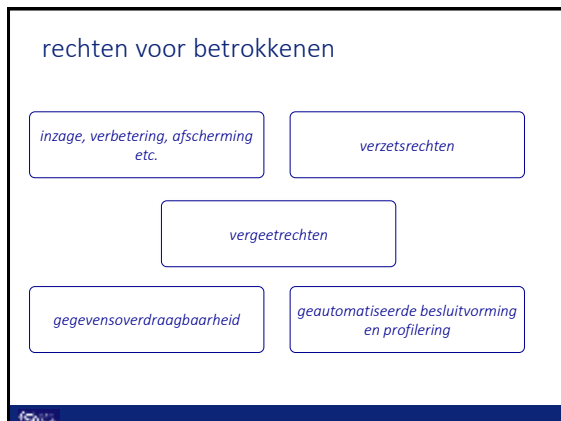 rechten voor betrokkenen
inzage, verbetering, afscherming
etc.
verzetsrechten
vergeetrechten
gegevensoverdraagbaarheid
geautomatiseerde besluitvorming
en profilering